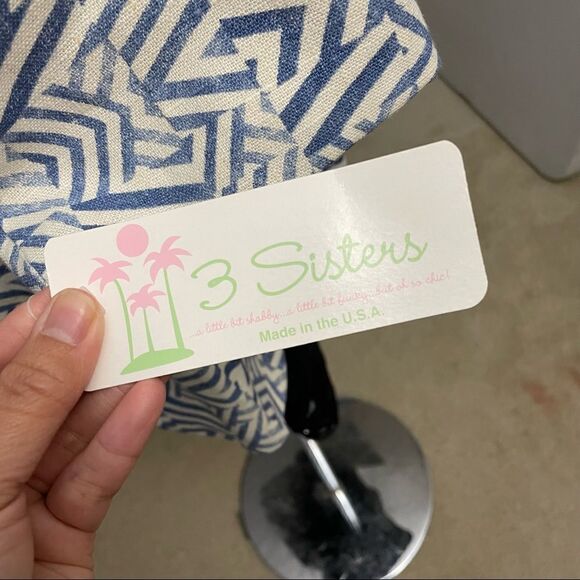 3 Sisters
...a little bit shabby...a little bit funky...but oh so chic!
Made in the U.S.A.